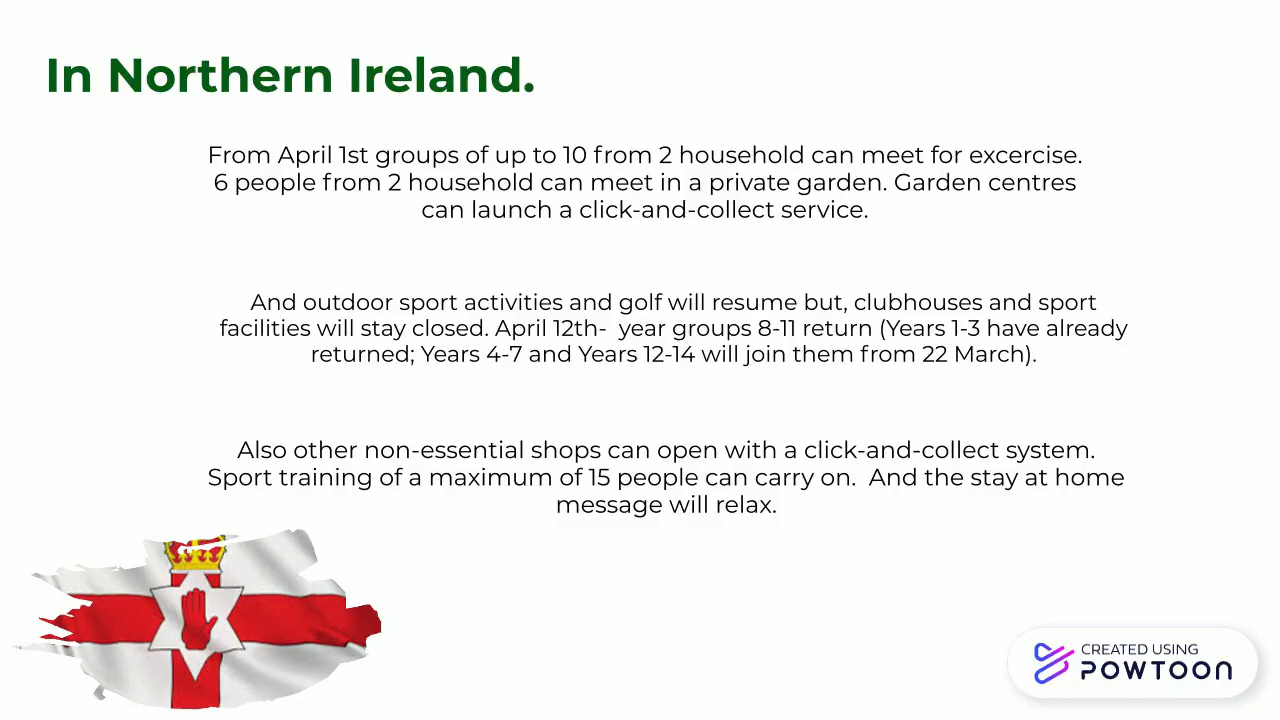 In Northern Ireland.
From April 1st groups of up to 10 from 2 household can meet for excercise.
6 people from 2 household can meet in a private garden. Garden centres
can launch a click-and-collect service.
And outdoor sport activities and golf will resume but, clubhouses and sport
facilities will stay closed. April 12th-  year groups 8-11 return (Years 1-3 have already
returned; Years 4-7 and Years 12-14 will join them from 22 March).
Also other non-essential shops can open with a click-and-collect system.
Sport training of a maximum of 15 people can carry on.  And the stay at home
message will relax.
CREATED USING
POWTOON